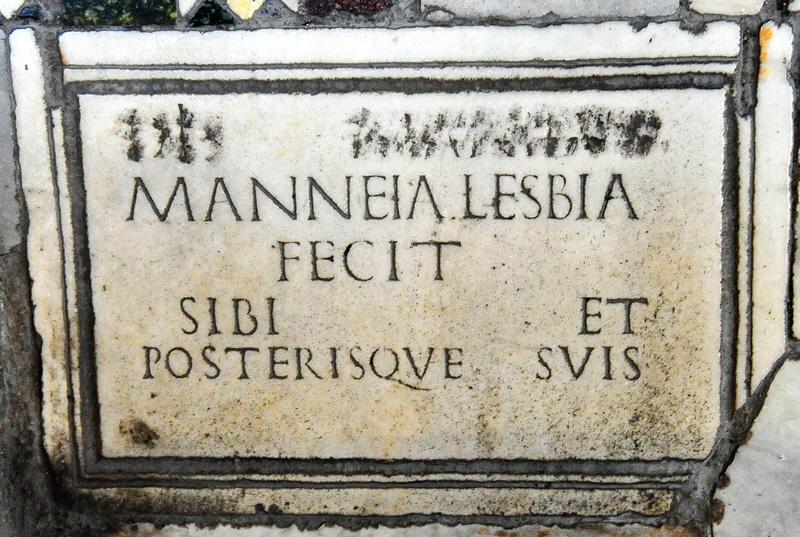 MANNEIA LESBIA
FECIT
SIBI ET
POSTERISQVE SVIS